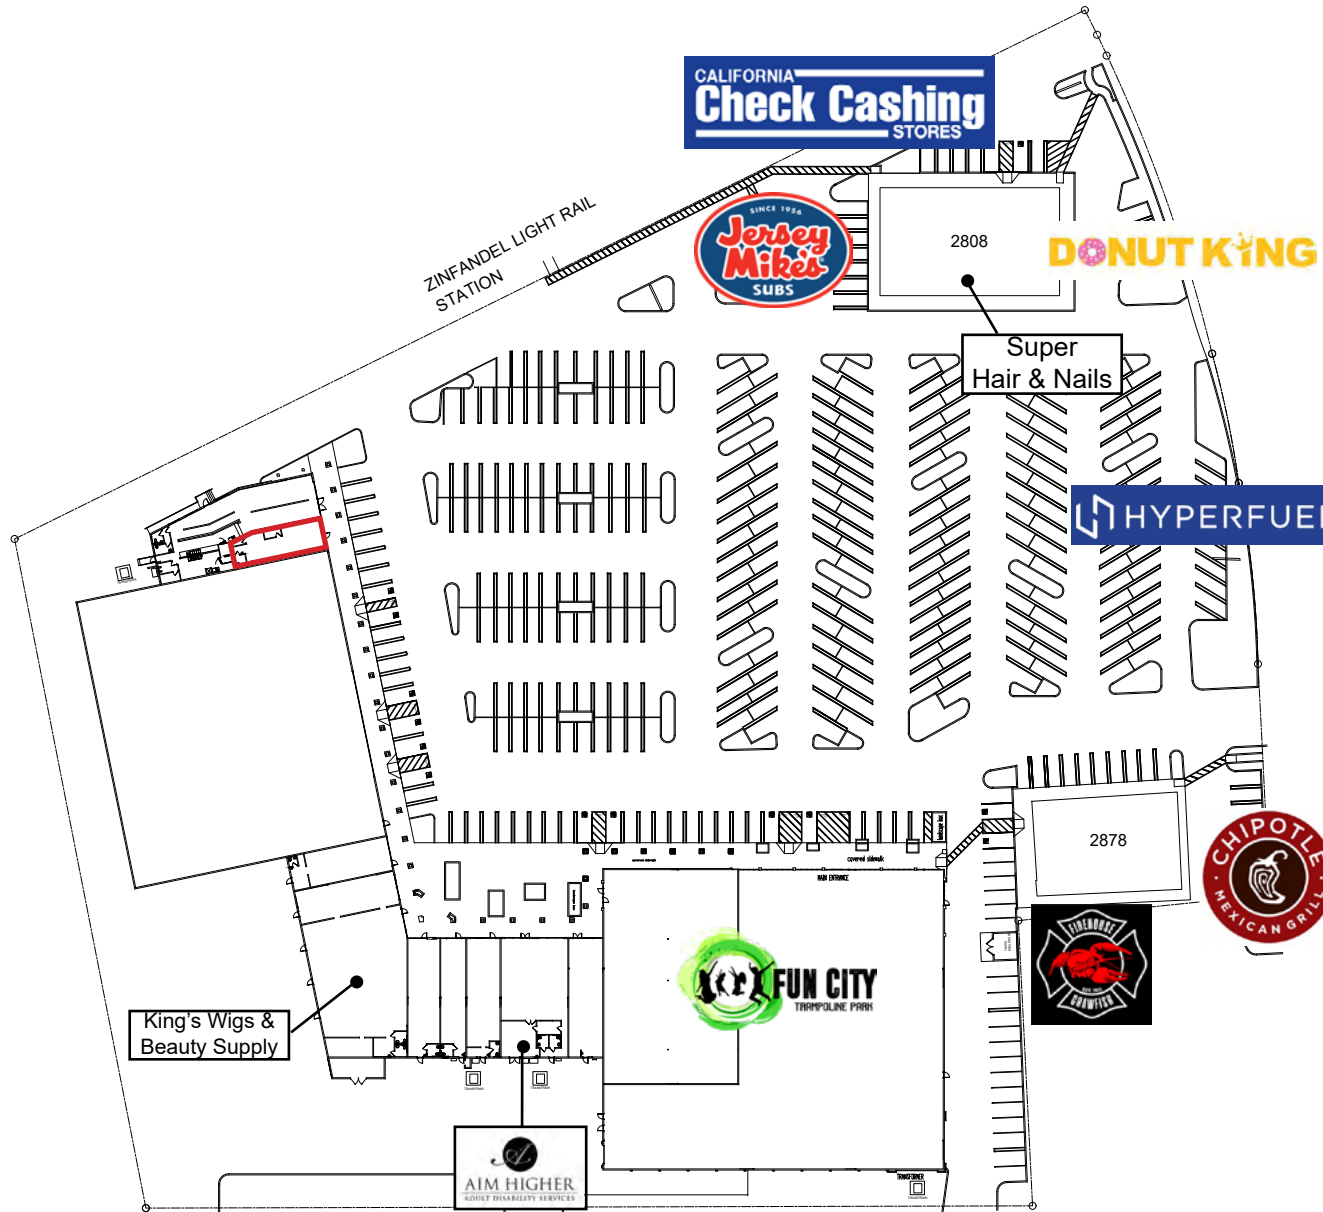 CALIFORNIA
Check Cashing
STORES
ZINFANDEL LIGHT RAIL
STATION
SINCE 1956
Jersey
Mike's
SUBS
2808
DONUT KING
Super
Hair & Nails
HYPERFUEL
2878
CHIPOTLE
MEXICAN GRILL
covered sidewalk
covered sidewalk
MAIN ENTRANCE
FIREHOUSE
CRAWFISH
FUN CITY
TRAMPOLINE PARK
King's Wigs &
Beauty Supply
AIM HIGHER
ADULT DISABILITY SERVICES
TRANSFORMER